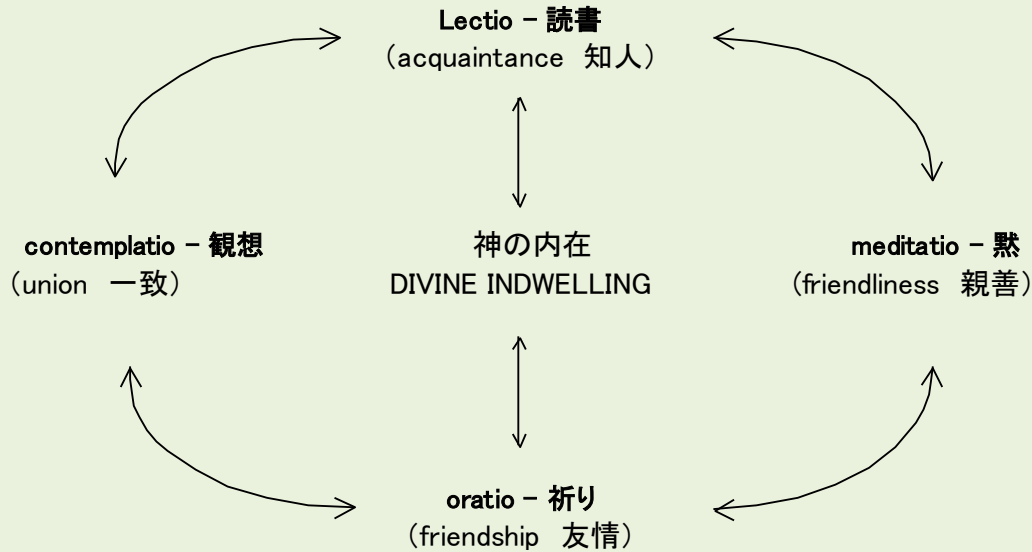 Lectio – 読書
（acquaintance　知人）
contemplatio – 観想
（union　一致）
神の内在
DIVINE INDWELLING
meditatio – 黙
（friendliness　親善）
oratio – 祈り
（friendship　友情）